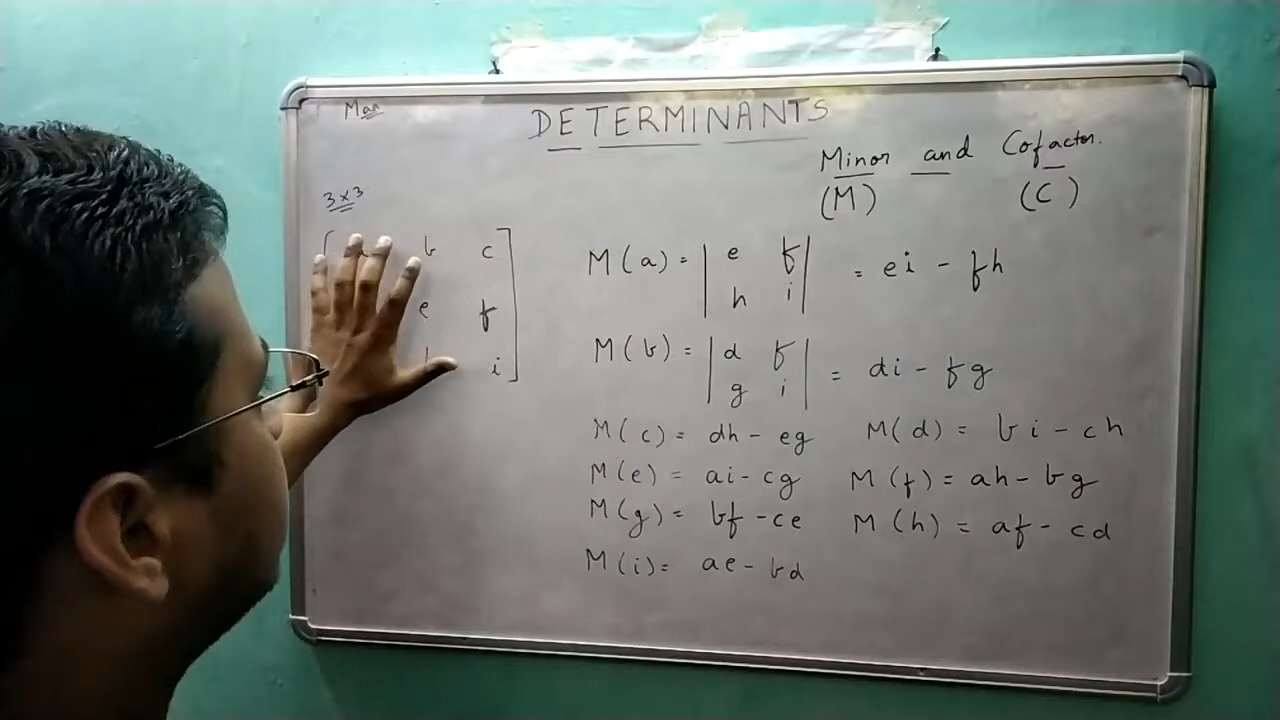 Man
DETERMINANTS
Minor and Cofactor.
(M) (C)
3×3
b c
e f
i
M(a) = | e f | = ei - fh
| h i |
M(b) = | d f | = di - fg
| g i |
M(c) = dh - eg M(d) = bi - ch
M(e) = ai - cg M(f) = ah - bg
M(g) = bf - ce M(h) = af - cd
M(i) = ae - bd